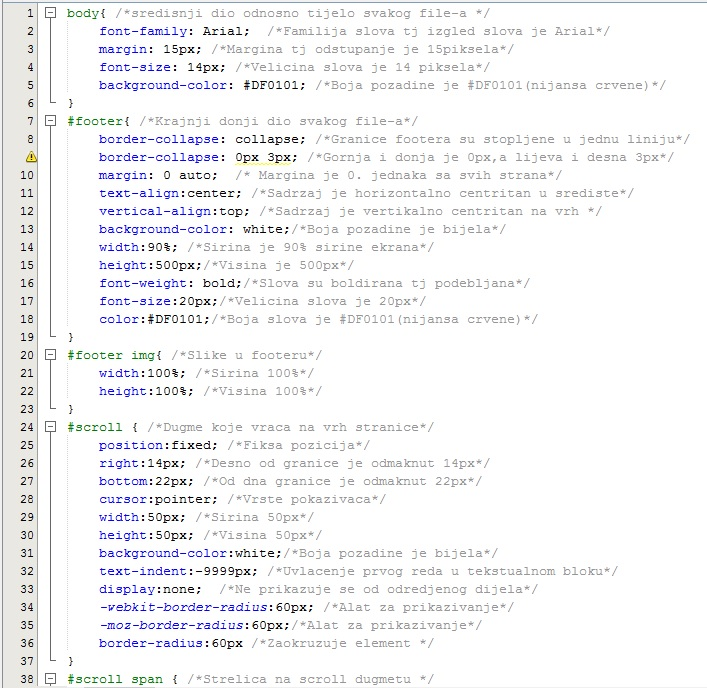 1 body{ /*sredisnji dio odnosno tijelo svakog file-a */
2 font-family: Arial;  /*Familija slova tj izgled slova je Arial*/
3 margin: 15px; /*Margina tj odstupanje je 15piksela*/
4 font-size: 14px; /*Velicina slova je 14 piksela*/
5 background-color: #DF0101; /*Boja pozadine je #DF0101(nijansa crvene)*/
6 }
7 #footer{ /*Krajnji donji dio svakog file-a*/
8 border-collapse: collapse; /*Granice footera su stopljene u jednu liniju*/
border-collapse: 0px 3px; /*Gornja i donja je 0px,a lijeva i desna 3px*/
10 margin: 0 auto;  /* Margina je 0. jednaka sa svih strana*/
11 text-align:center; /*Sadrzaj je horizontalno centritan u srediste*/
12 vertical-align:top; /*Sadrzaj je vertikalno centritan na vrh */
13 background-color: white;/*Boja pozadine je bijela*/
14 width:90%; /*Sirina je 90% sirine ekrana*/
15 height:500px;/*Visina je 500px*/
16 font-weight: bold;/*Slova su boldirana tj podebljana*/
17 font-size:20px;/*Velicina slova je 20px*/
18 color:#DF0101;/*Boja slova je #DF0101(nijansa crvene)*/
19 }
20 #footer img{ /*Slike u footeru*/
21 width:100%; /*Sirina 100%*/
22 height:100%; /*Visina 100%*/
23 }
24 #scroll { /*Dugme koje vraca na vrh stranice*/
25 position:fixed; /*Fiksa pozicija*/
26 right:14px; /*Desno od granice je odmaknut 14px*/
27 bottom:22px; /*Od dna granice je odmaknut 22px*/
28 cursor:pointer; /*Vrste pokazivaca*/
29 width:50px; /*Sirina 50px*/
30 height:50px; /*Visina 50px*/
31 background-color:white;/*Boja pozadine je bijela*/
32 text-indent:-9999px; /*Uvlacenje prvog reda u tekstualnom bloku*/
33 display:none;  /*Ne prikazuje se od odredjenog dijela*/
34 -webkit-border-radius:60px; /*Alat za prikazivanje*/
35 -moz-border-radius:60px;/*Alat za prikazivanje*/
36 border-radius:60px /*Zaokruzuje element */
37 }
38 #scroll span { /*Strelica na scroll dugmetu */